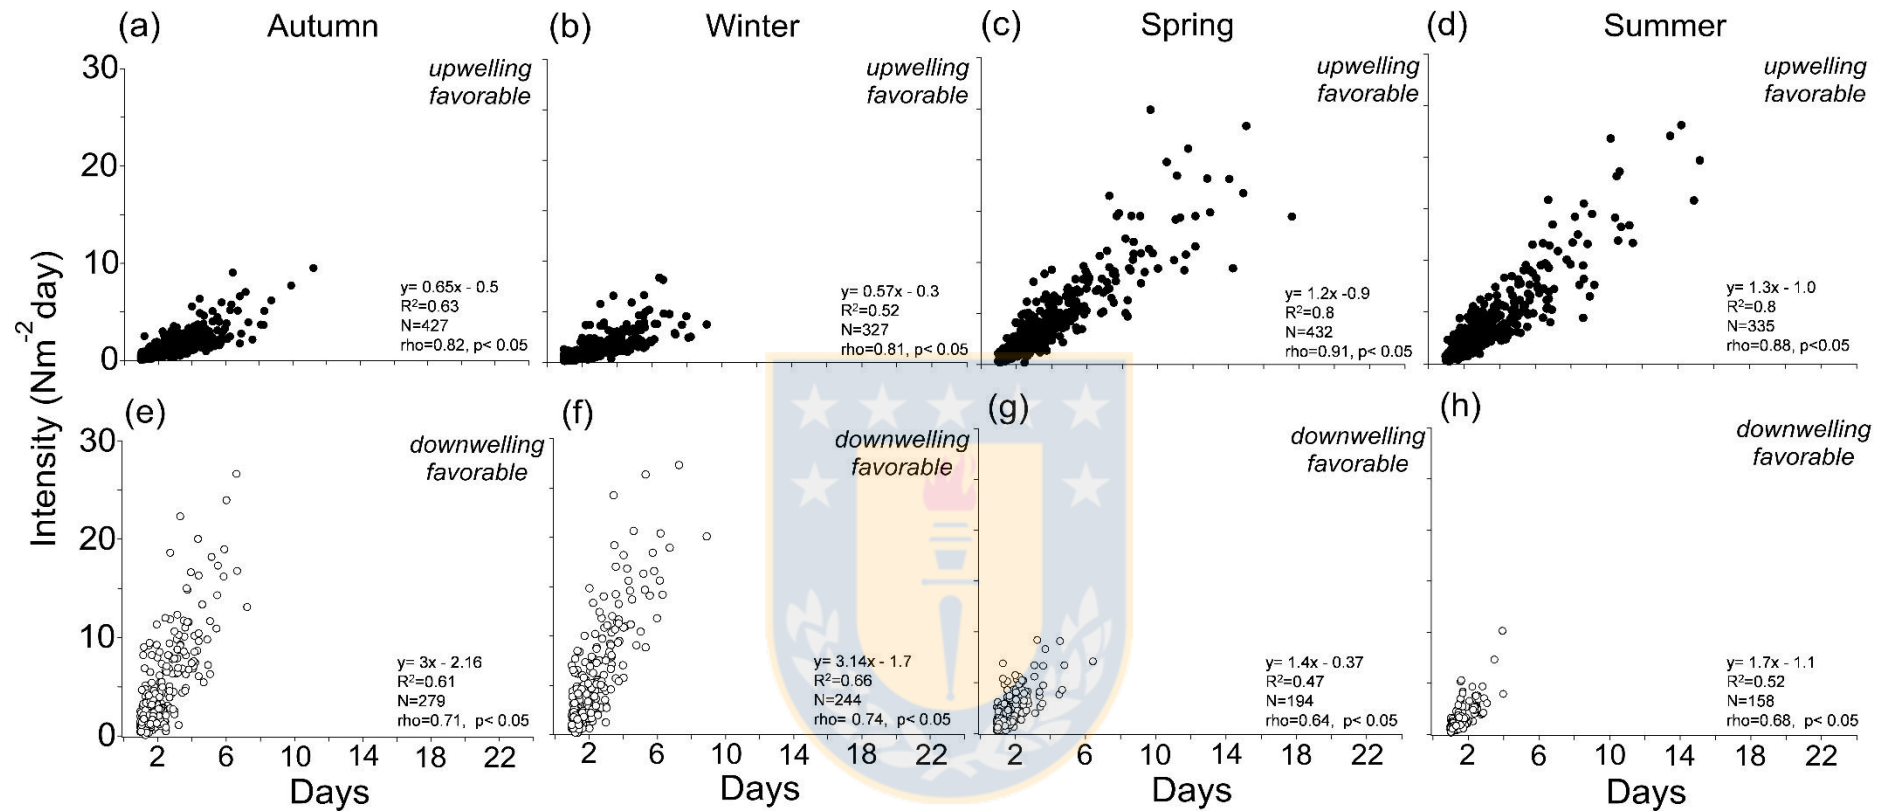 (a) Autumn
upwelling
favorable
y= 0.65x - 0.5
R²=0.63
N=427
rho=0.82, p< 0.05
(b) Winter
upwelling
favorable
y= 0.57x - 0.3
R²=0.52
N=327
rho=0.81, p< 0.05
(c) Spring
upwelling
favorable
y= 1.2x -0.9
R²=0.8
N=432
rho=0.91, p< 0.05
(d) Summer
upwelling
favorable
y= 1.3x - 1.0
R²=0.8
N=335
rho=0.88, p<0.05
30
20
10
0
Intensity (Nm⁻² day)
(e)
downwelling
favorable
y= 3x - 2.16
R²=0.61
N=279
rho=0.71, p< 0.05
(f)
downwelling
favorable
y= 3.14x - 1.7
R²=0.66
N=244
rho= 0.74, p< 0.05
(g)
downwelling
favorable
y= 1.4x - 0.37
R²=0.47
N=194
rho=0.64, p< 0.05
(h)
downwelling
favorable
y= 1.7x - 1.1
R²=0.52
N=158
rho=0.68, p< 0.05
30
20
10
0
2 6 10 14 18 22
2 6 10 14 18 22
2 6 10 14 18 22
2 6 10 14 18 22
Days
Days
Days
Days